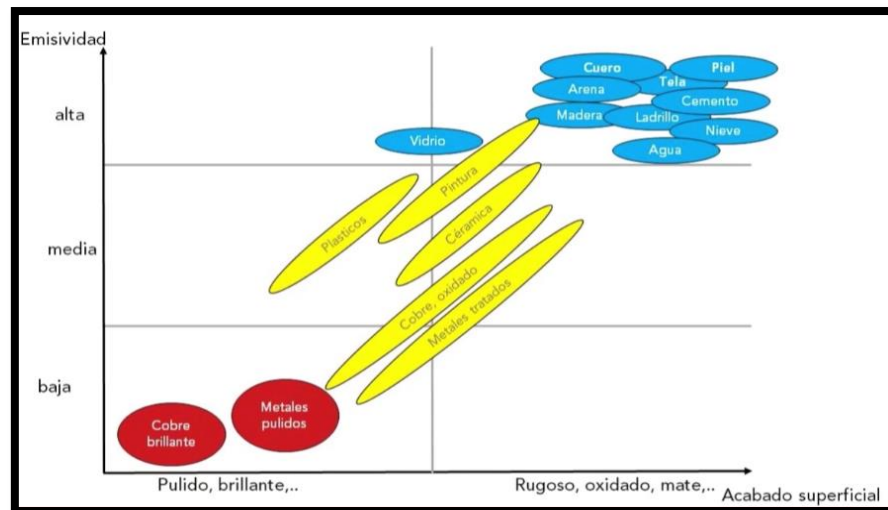 Emisividad
alta
media
baja
Cuero
Piel
Tela
Arena
Cemento
Madera
Ladrillo
Nieve
Agua
Vidrio
Pintura
Plasticos
Céramica
Cobre, oxidado
Metales tratados
Metales
pulidos
Cobre
brillante
Pulido, brillante,..
Rugoso, oxidado, mate,..
Acabado superficial